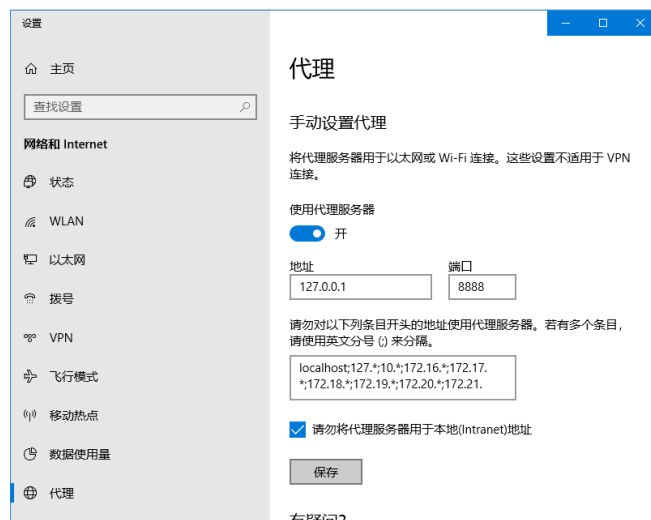 设置
主页
查找设置
网络和 Internet
状态
WLAN
以太网
拨号
VPN
飞行模式
移动热点
数据使用量
代理
代理
手动设置代理
将代理服务器用于以太网或 Wi-Fi 连接。这些设置不适用于 VPN
连接。
使用代理服务器
开
地址 端口
127.0.0.1 8888
请勿对以下列条目开头的地址使用代理服务器。若有多个条目，
请使用英文分号 (;) 来分隔。
localhost;127.*;10.*;172.16.*;172.17.
*;172.18.*;172.19.*;172.20.*;172.21.
请勿将代理服务器用于本地(Intranet)地址
保存
有疑问?